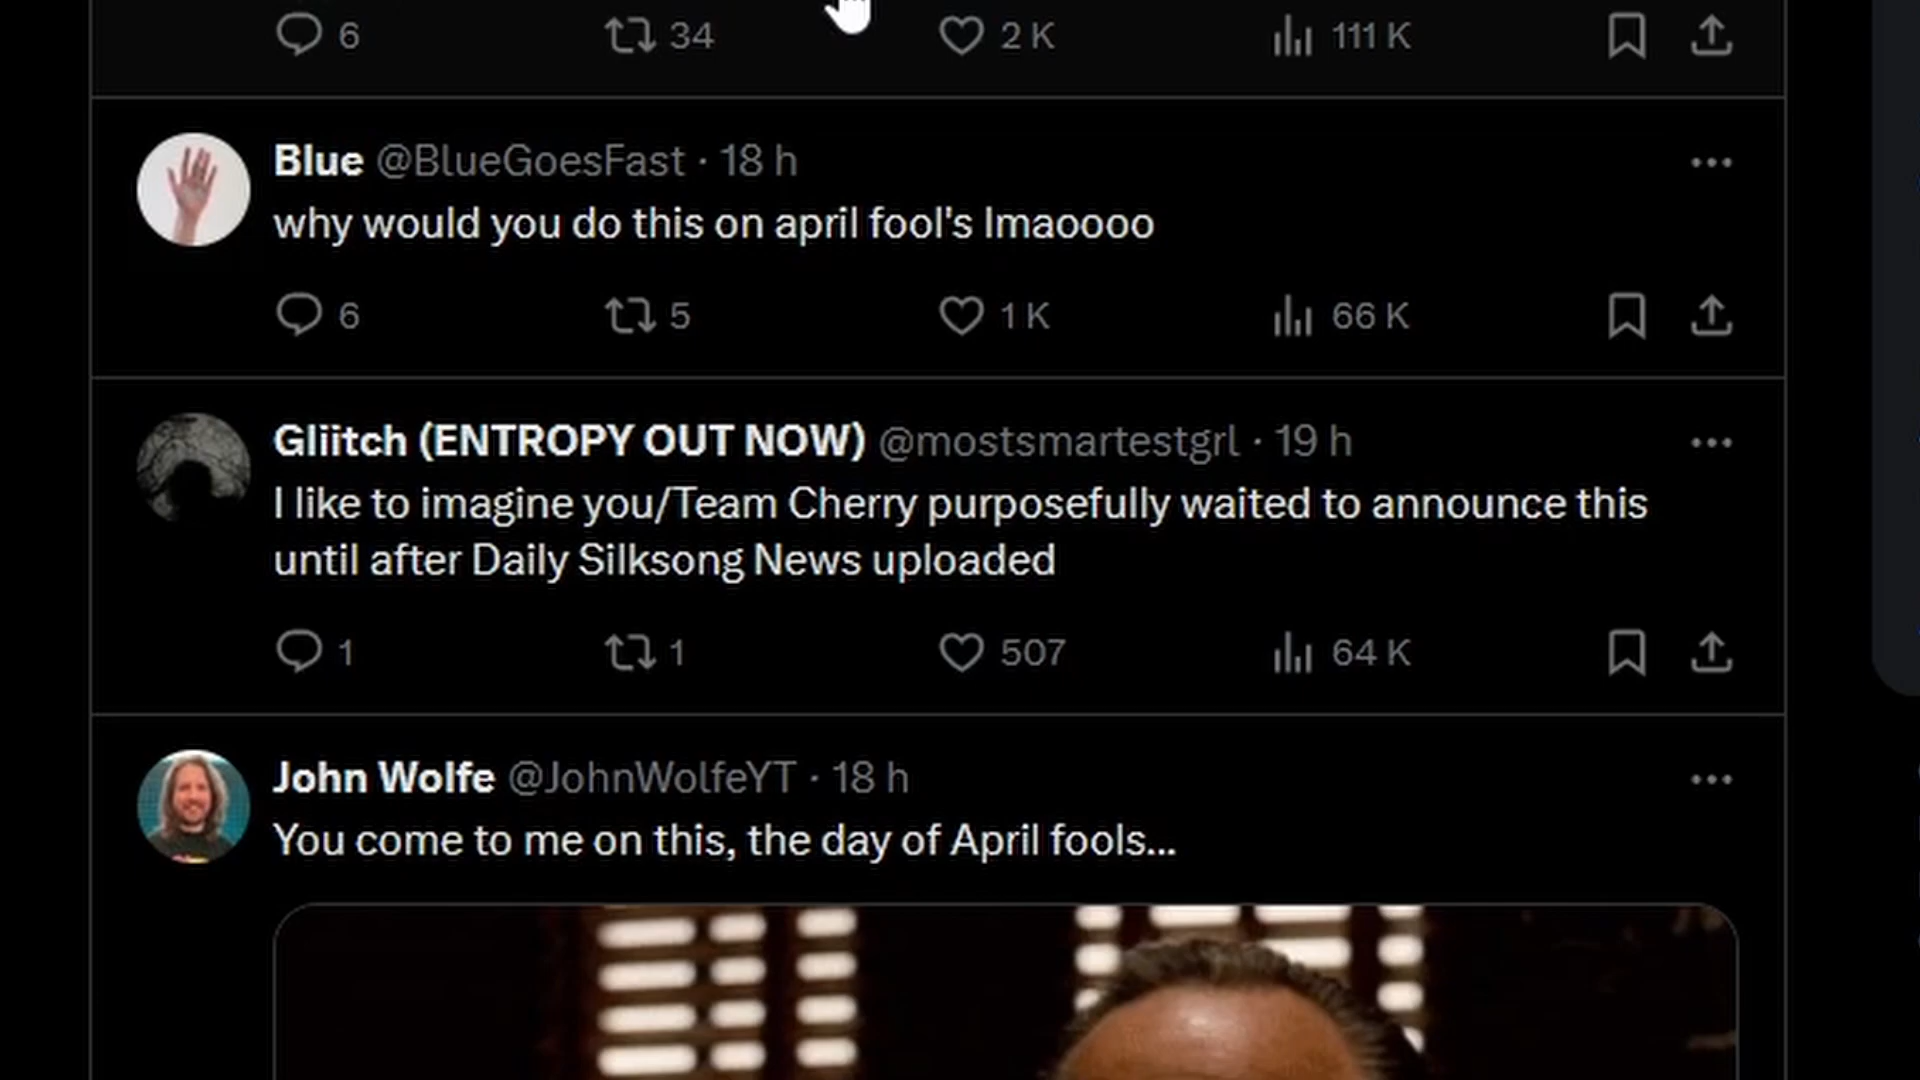 6 34 2 K 111 K
Blue @BlueGoesFast · 18 h
why would you do this on april fool's lmaoooo
6 5 1 K 66 K
Gliitch (ENTROPY OUT NOW) @mostsmartestgrl · 19 h
I like to imagine you/Team Cherry purposefully waited to announce this
until after Daily Silksong News uploaded
1 1 507 64 K
John Wolfe @JohnWolfeYT · 18 h
You come to me on this, the day of April fools...